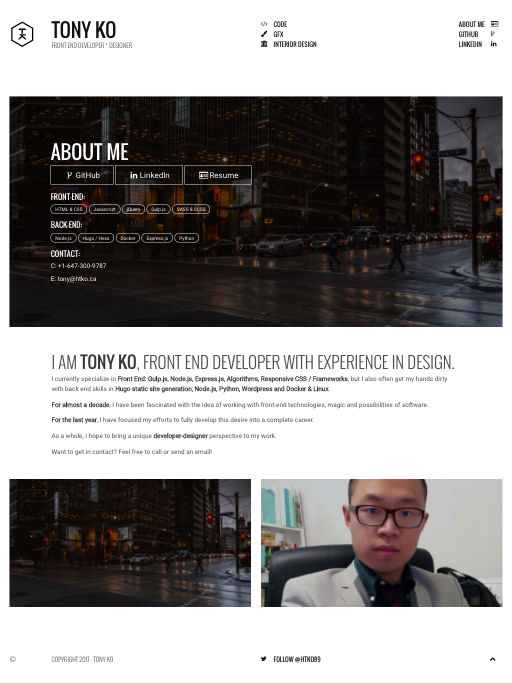 TONY KO
FRONT END DEVELOPER * DESIGNER
CODE
GFX
INTERIOR DESIGN
ABOUT ME
GITHUB
LINKEDIN
ABOUT ME
GitHub
LinkedIn
Resume
FRONT-END:
HTML & CSS Javascript jQuery Gulp.js SASS & SCSS
BACK-END:
Node.js Hugo / Hexo Docker Express.js Python
CONTACT:
C: +1-647-300-9787
E: tony@htko.ca
I AM TONY KO, FRONT END DEVELOPER WITH EXPERIENCE IN DESIGN.
I currently specialize in Front End: Gulp.js, Node.js, Express.js, Algorithms, Responsive CSS / Frameworks, but I also often get my hands dirty
with back end skills in Hugo static site generation, Node.js, Python, Wordpress and Docker & Linux.
For almost a decade, I have been fascinated with the idea of working with front-end technologies, magic and possibilities of software.
For the last year, I have focused my efforts to fully develop this desire into a complete career.
As a whole, I hope to bring a unique developer-designer perspective to my work.
Want to get in contact? Feel free to call or send an email!
© COPYRIGHT 2017 · TONY KO
FOLLOW @HTKO89